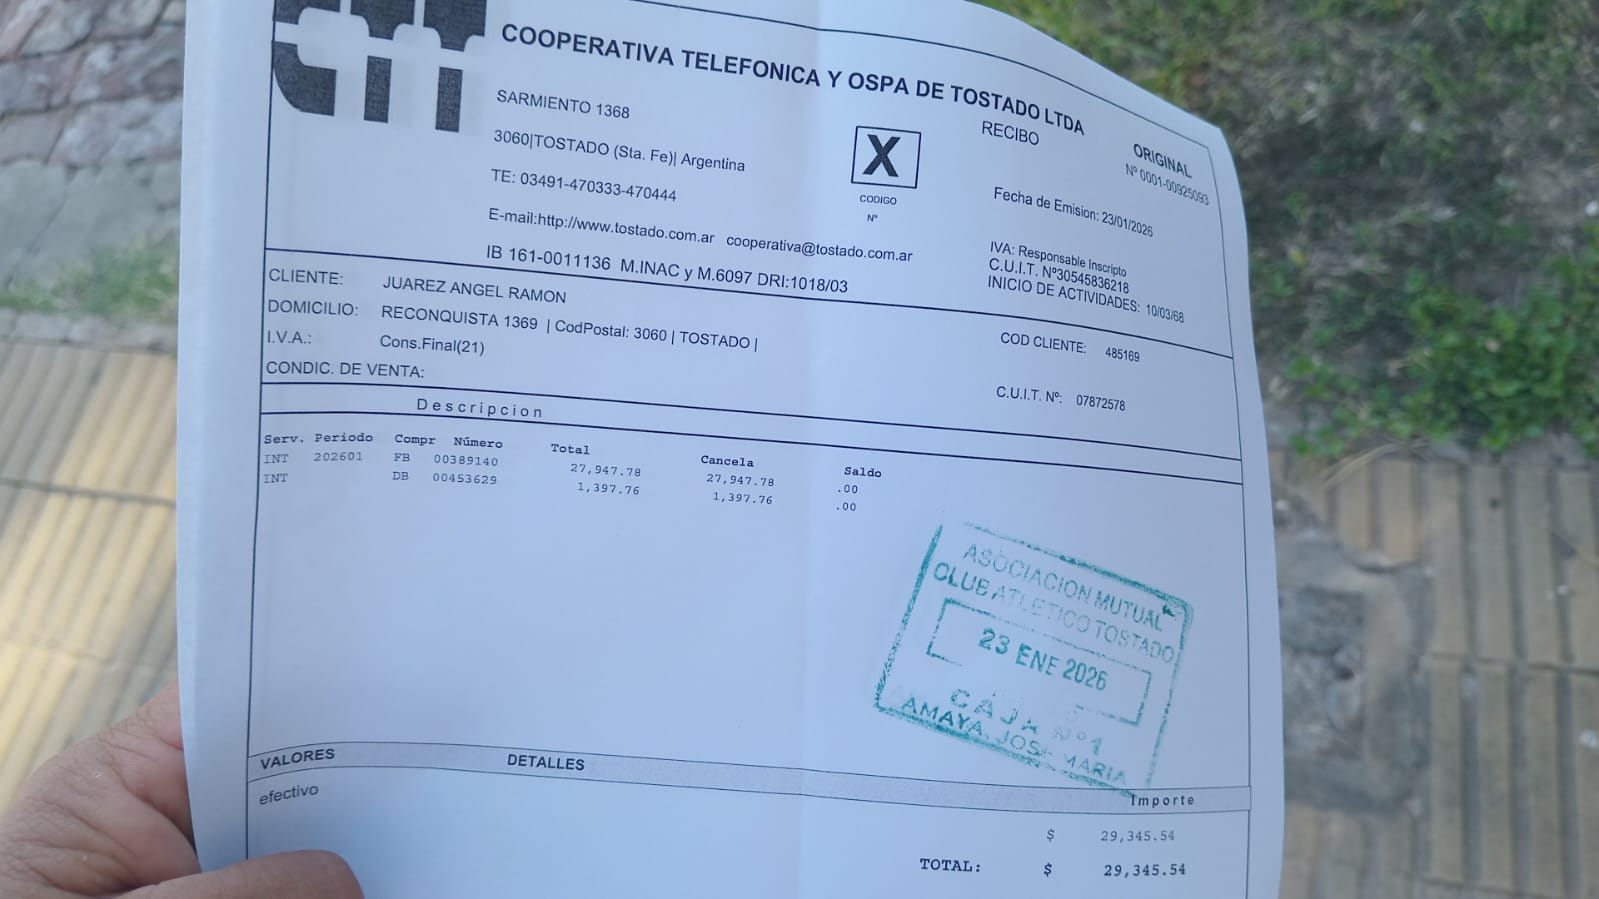 COOPERATIVA TELEFONICA Y OSPA DE TOSTADO LTDA
SARMIENTO 1368
3060|TOSTADO (Sta. Fe)| Argentina
TE: 03491-470333-470444
E-mail:http://www.tostado.com.ar cooperativa@tostado.com.ar
IB 161-0011136 M.INAC y M.6097 DRI:1018/03
X
CODIGO
Nº
RECIBO
ORIGINAL
Nº 0001-00925093
Fecha de Emision: 23/01/2026
IVA: Responsable Inscripto
C.U.I.T. Nº30545836218
INICIO DE ACTIVIDADES: 10/03/68
CLIENTE: JUAREZ ANGEL RAMON
DOMICILIO: RECONQUISTA 1369 | CodPostal: 3060 | TOSTADO |
I.V.A.: Cons.Final(21)
CONDIC. DE VENTA:
COD CLIENTE: 485169
C.U.I.T. Nº: 07872578
Descripcion
Serv. Periodo Compr Número Total Cancela Saldo
INT 202601 FB 00389140 27,947.78 27,947.78 .00
INT DB 00453629 1,397.76 1,397.76 .00
ASOCIACION MUTUAL
CLUB ATLETICO TOSTADO
23 ENE 2026
CAJA Nº1
AMAYA, JOSE MARIA
VALORES DETALLES Importe
efectivo
$ 29,345.54
TOTAL: $ 29,345.54